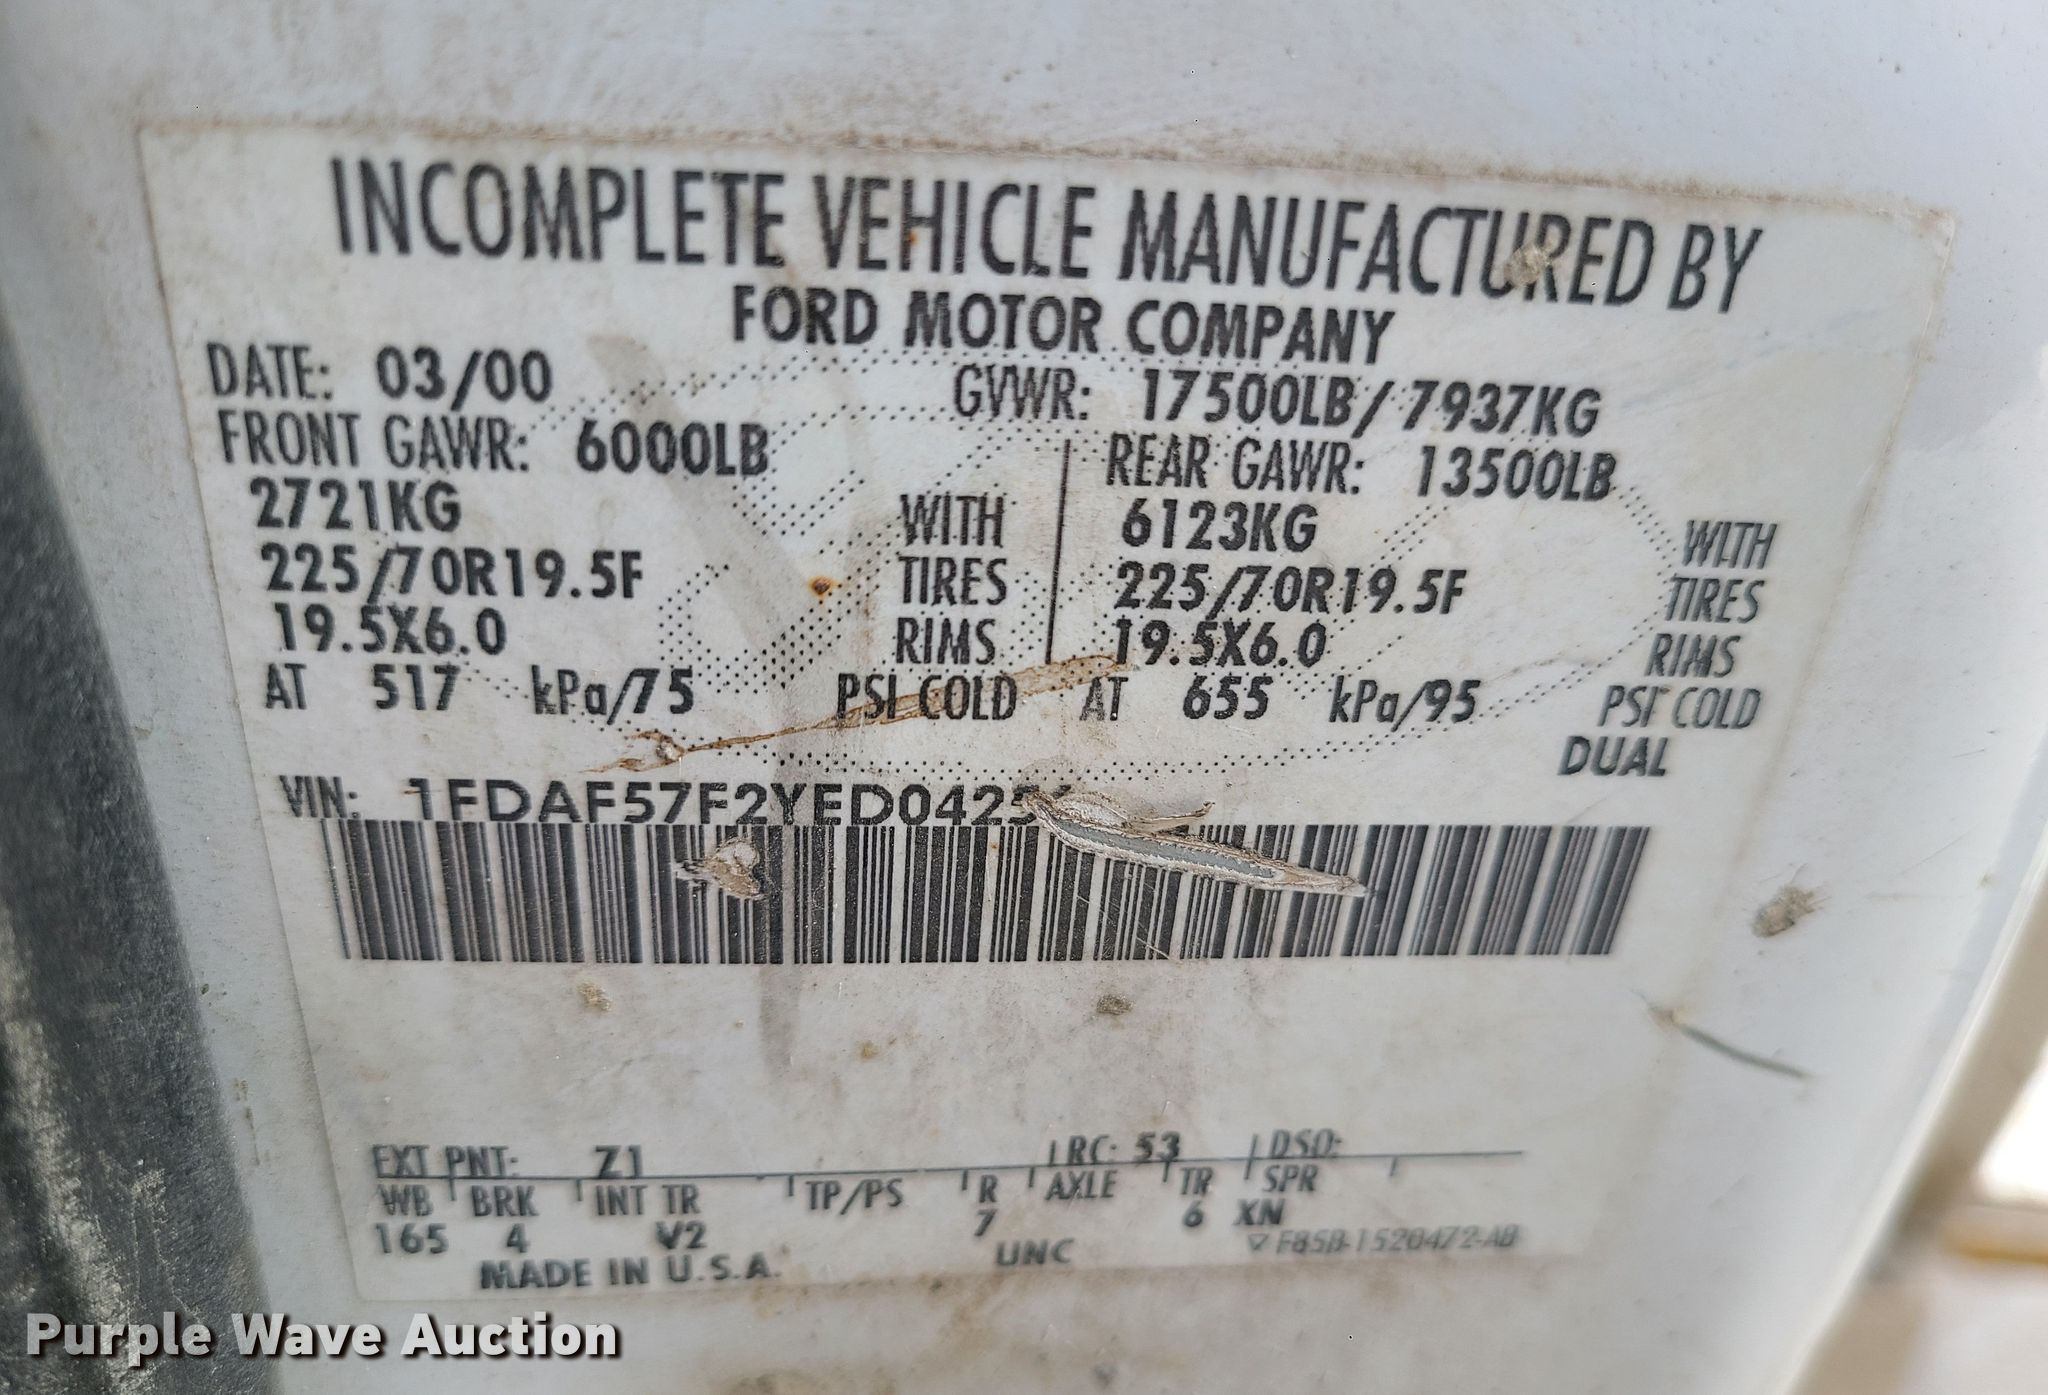 INCOMPLETE VEHICLE MANUFACTURED BY
FORD MOTOR COMPANY
DATE: 03/00 GVWR: 17500LB/7937KG
FRONT GAWR: 6000LB REAR GAWR: 13500LB
2721KG WITH 6123KG WITH
225/70R19.5F TIRES 225/70R19.5F TIRES
19.5X6.0 RIMS 19.5X6.0 RIMS
AT 517 kPa/75 PSI COLD AT 655 kPa/95 PSI COLD
DUAL
VIN:
EXT PNT: Z1 RC: 53 DSO:
WB BRK INT TR TP/PS R AXLE TR SPR
165 4 V2 7 6 XN
MADE IN U.S.A. UNC
Purple Wave Auction